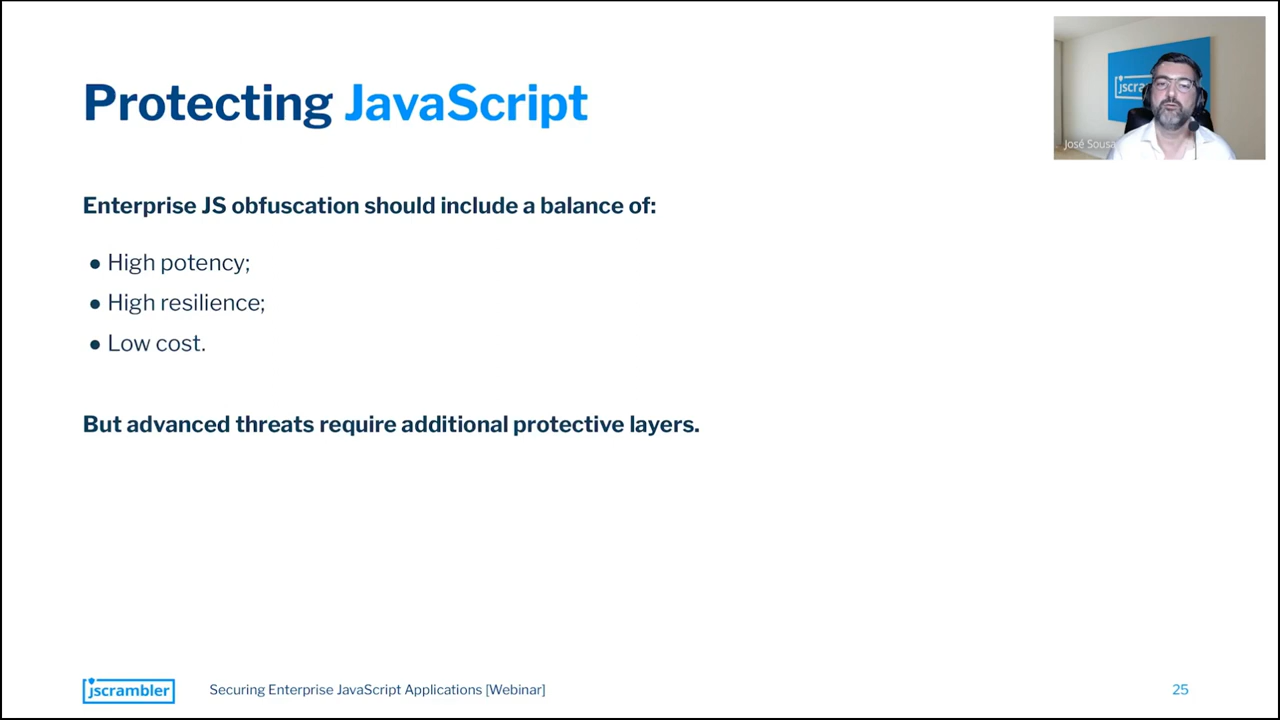 Protecting JavaScript
jscra
José Sousa
Enterprise JS obfuscation should include a balance of:
● High potency;
● High resilience;
● Low cost.
But advanced threats require additional protective layers.
jscrambler
Securing Enterprise JavaScript Applications [Webinar]
25